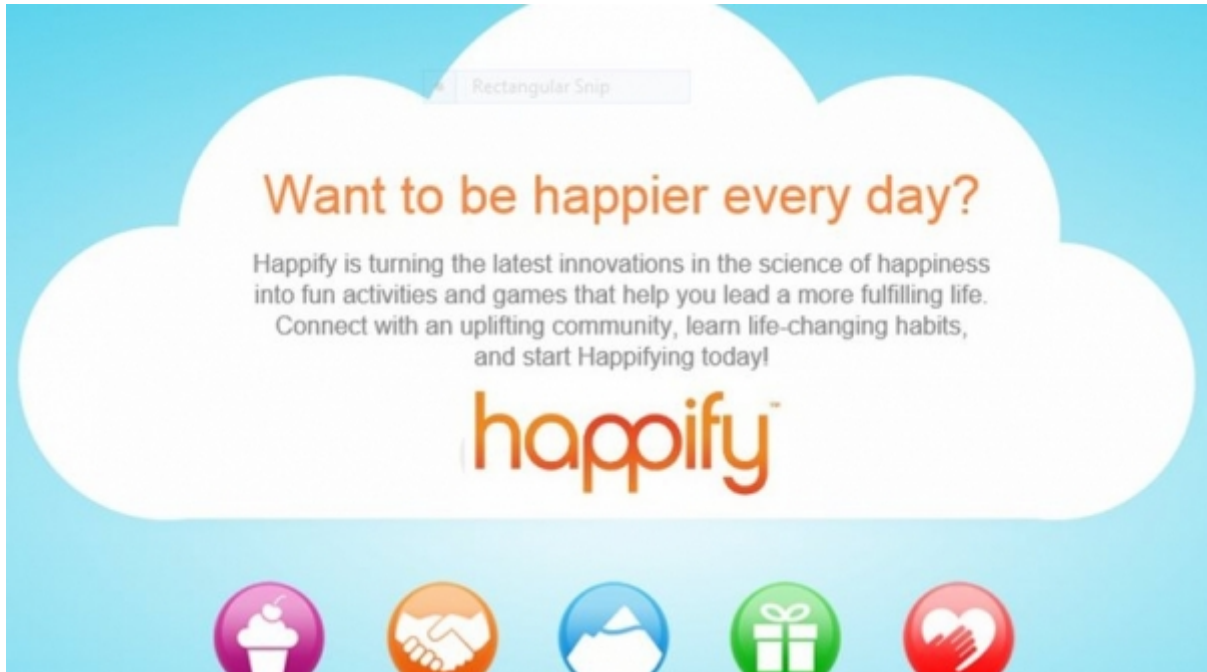 Rectangular Snip
Want to be happier every day?
Happify is turning the latest innovations in the science of happiness
into fun activities and games that help you lead a more fulfilling life.
Connect with an uplifting community, learn life-changing habits,
and start Happifying today!
happify™